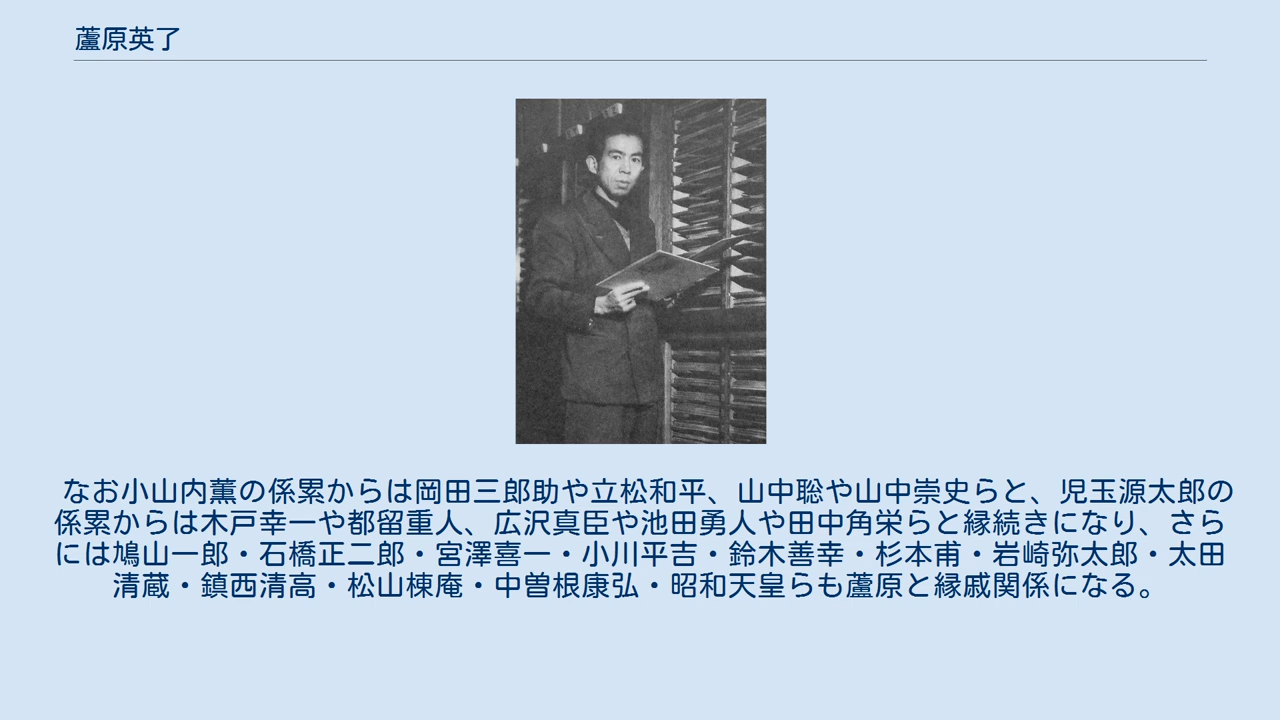 蘆原英了
なお小山内薫の係累からは岡田三郎助や立松和平、山中聡や山中崇史らと、児玉源太郎の
係累からは木戸幸一や都留重人、広沢真臣や池田勇人や田中角栄らと縁続きになり、さら
には鳩山一郎・石橋正二郎・宮澤喜一・小川平吉・鈴木善幸・杉本甫・岩崎弥太郎・太田
清蔵・鎮西清高・松山棟庵・中曽根康弘・昭和天皇らも蘆原と縁戚関係になる。